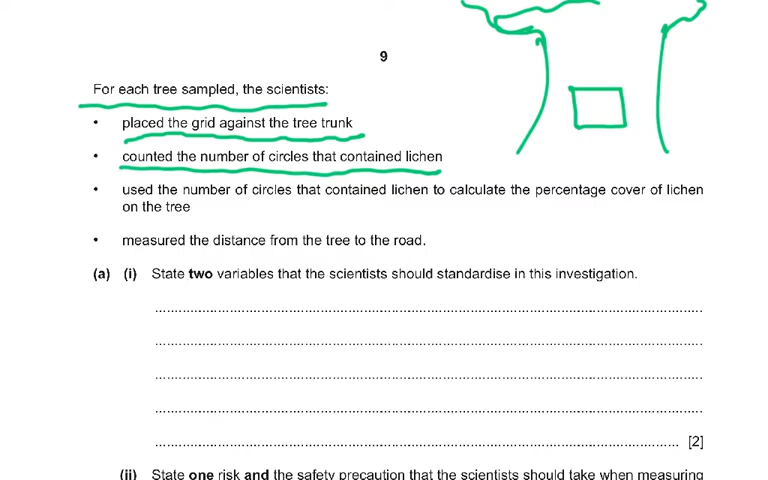 9
For each tree sampled, the scientists:
• placed the grid against the tree trunk
• counted the number of circles that contained lichen
• used the number of circles that contained lichen to calculate the percentage cover of lichen
on the tree
• measured the distance from the tree to the road.
(a) (i) State two variables that the scientists should standardise in this investigation.
[2]
(ii) State one risk and the safety precaution that the scientists should take when measuring